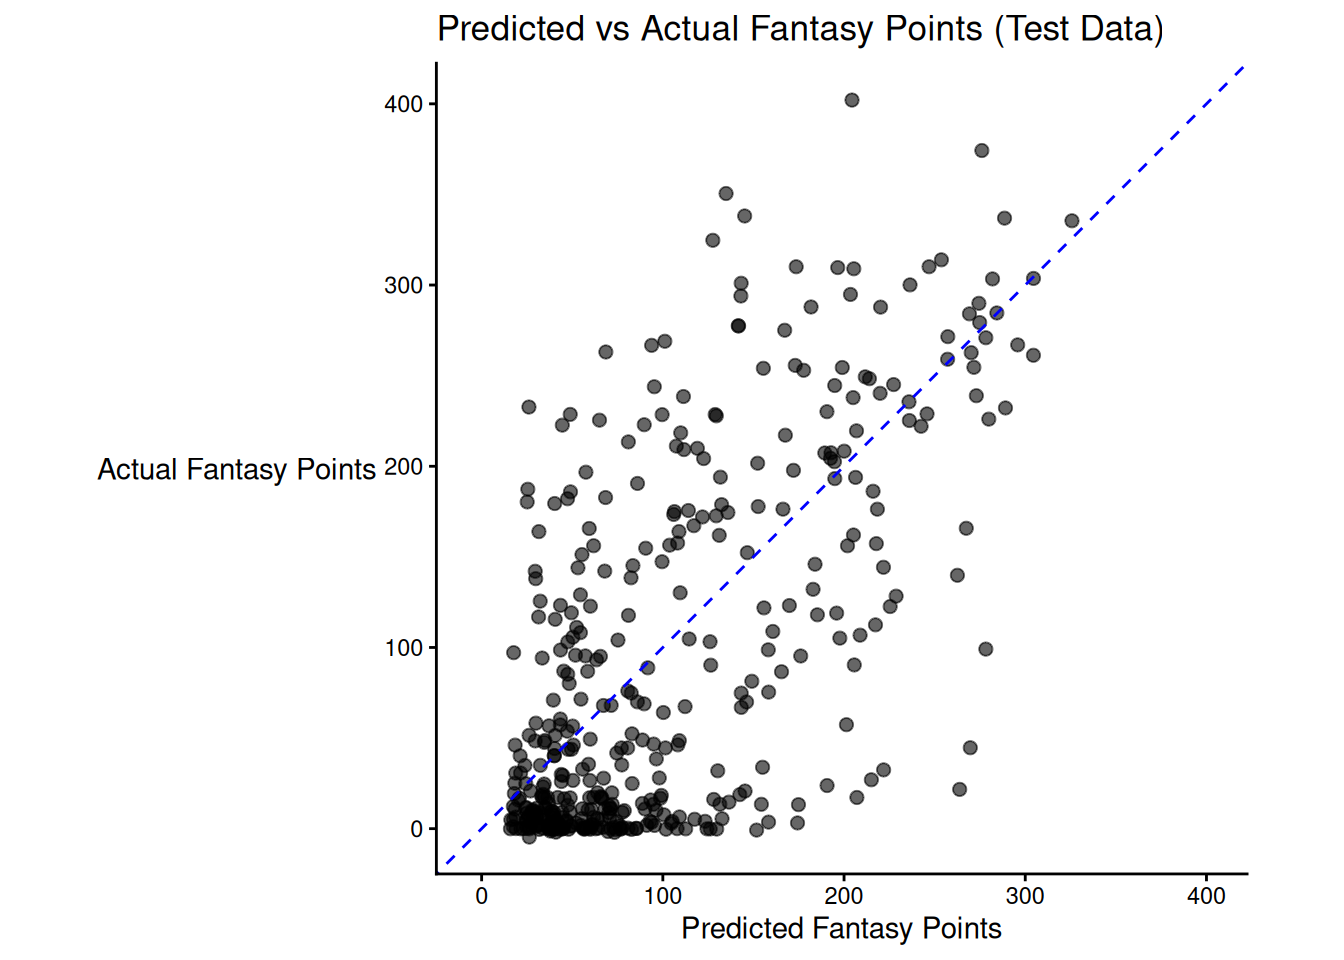 Predicted vs Actual Fantasy Points (Test Data)
400
300
Actual Fantasy Points 200
100
0
0 100 200 300 400
Predicted Fantasy Points